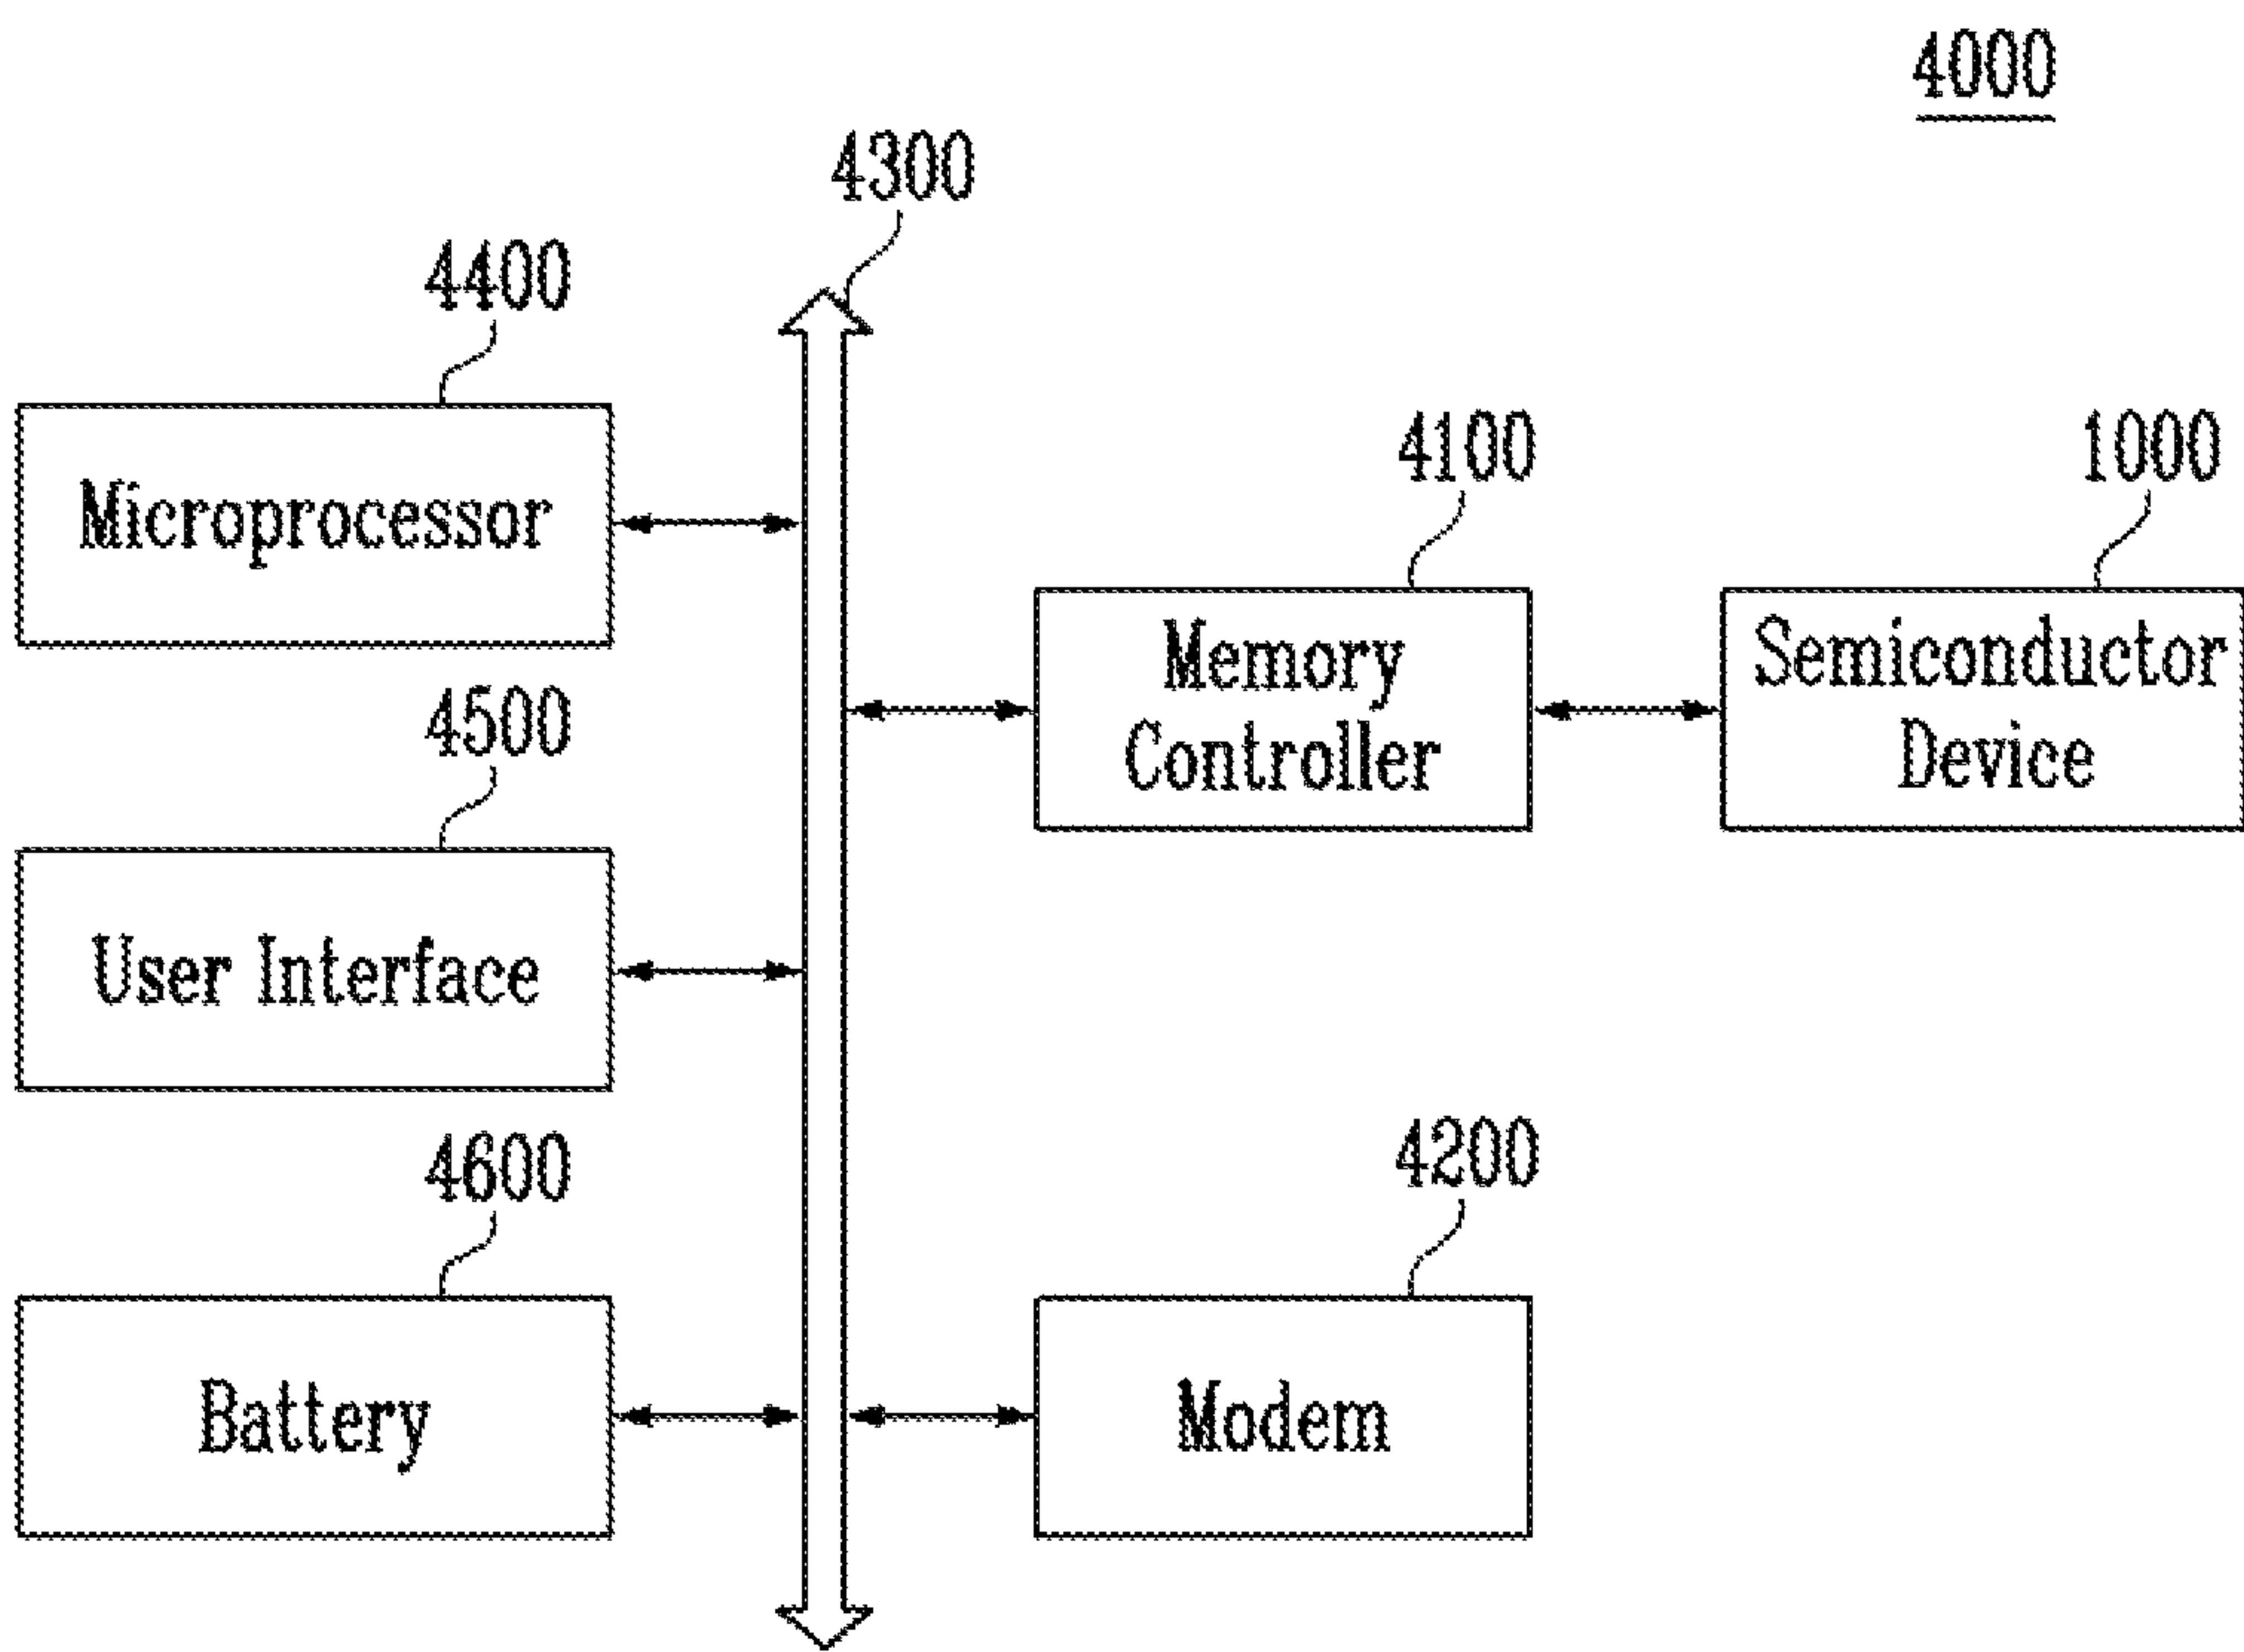 4000
4300
4400
Microprocessor
4100
1000
Memory
Controller
Semiconductor
Device
4500
User Interface
4600
Battery
4200
Modem